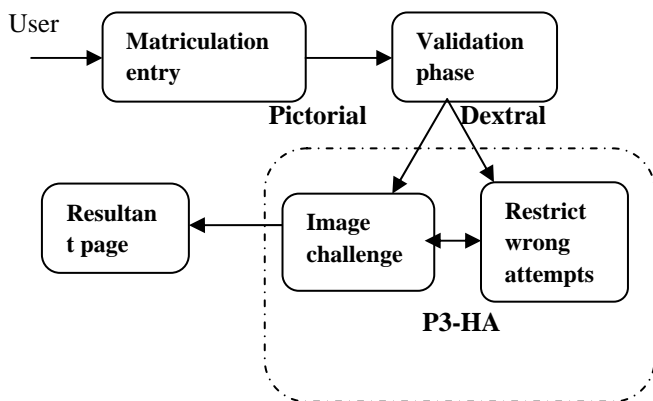 User
Matriculation
entry
Validation
phase
Pictorial
Dextral
Resultan
t page
Image
challenge
Restrict
wrong
attempts
P3-HA